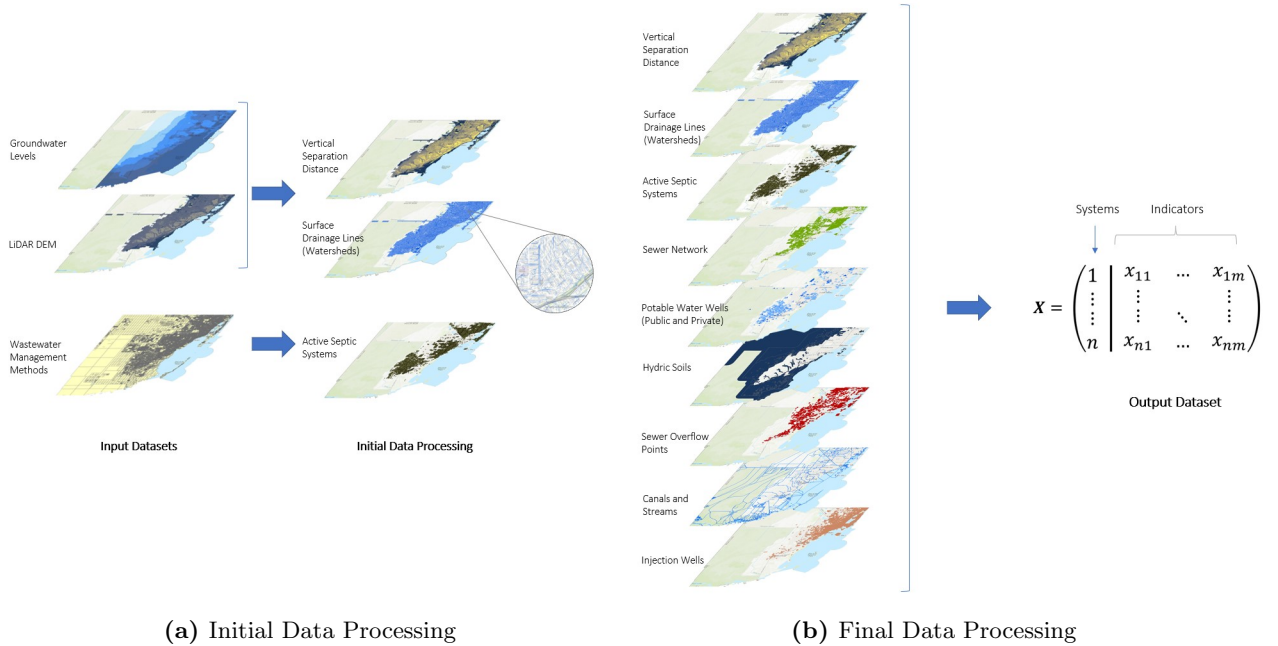 Groundwater
Levels
LiDAR DEM
Wastewater
Management
Methods
Input Datasets
Vertical
Separation
Distance
Surface
Drainage Lines
(Watersheds)
Active Septic
Systems
Initial Data Processing
(a) Initial Data Processing
Vertical
Separation
Distance
Surface
Drainage Lines
(Watersheds)
Active Septic
Systems
Sewer Network
Potable Water Wells
(Public and Private)
Hydric Soils
Sewer Overflow
Points
Canals and
Streams
Injection Wells
Systems Indicators
X =
1 x11 ... x1m
⋮ ⋮ ⋱ ⋮
n xn1 ... xnm
Output Dataset
(b) Final Data Processing